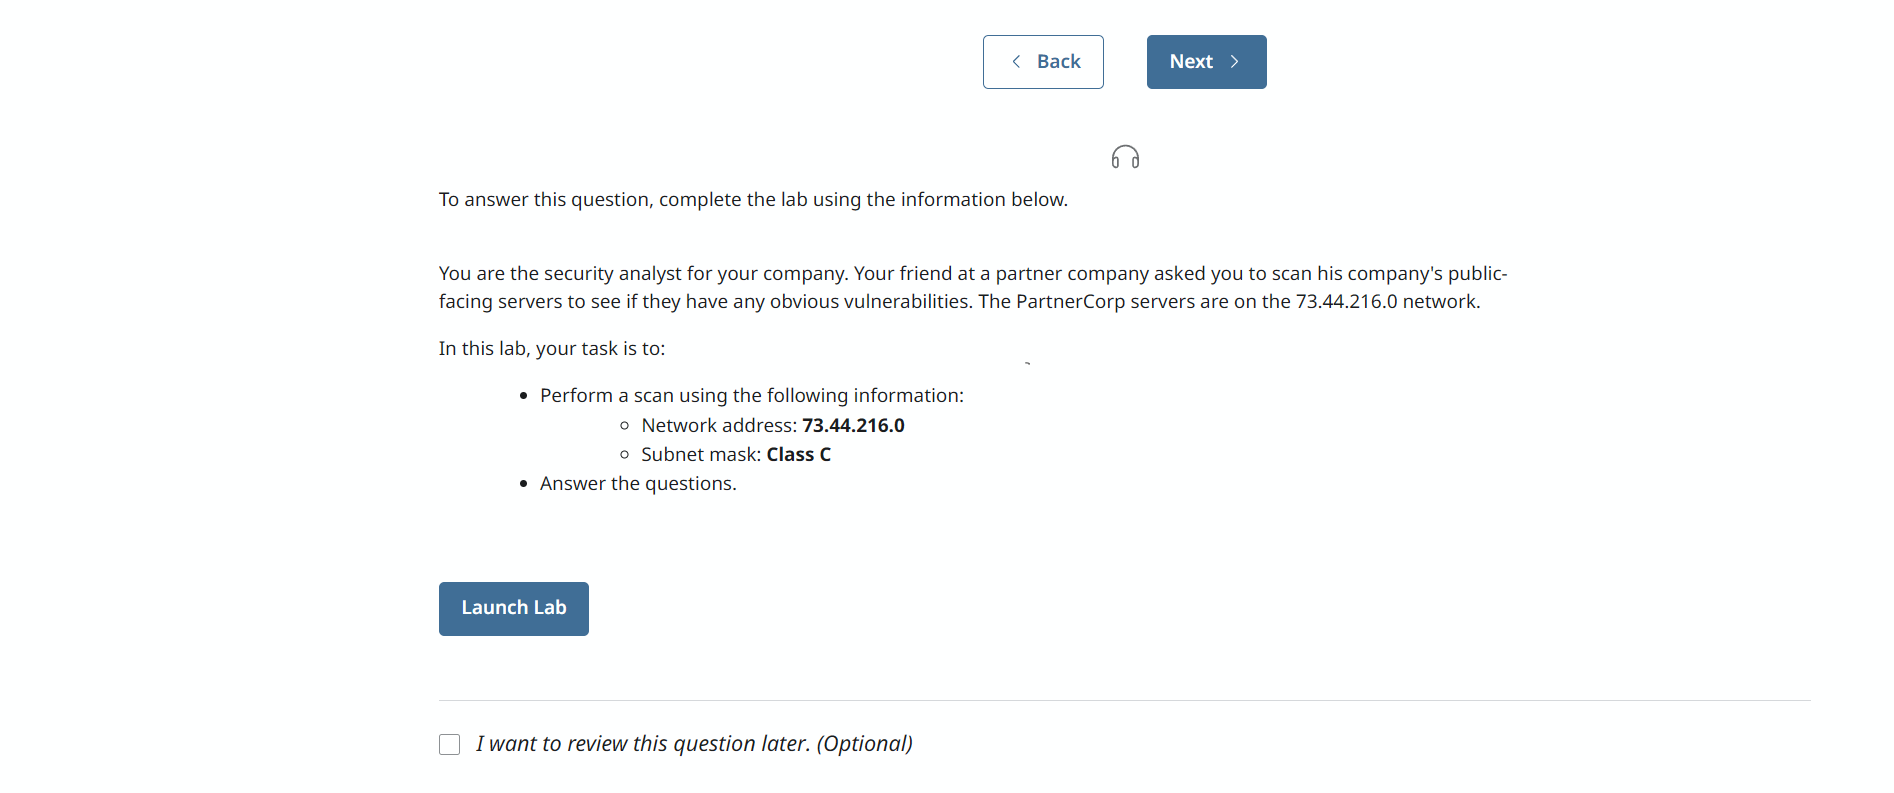 Back
Next
To answer this question, complete the lab using the information below.
You are the security analyst for your company. Your friend at a partner company asked you to scan his company's public-
facing servers to see if they have any obvious vulnerabilities. The PartnerCorp servers are on the 73.44.216.0 network.
In this lab, your task is to:
Perform a scan using the following information:
Network address: 73.44.216.0
Subnet mask: Class C
Answer the questions.
Launch Lab
I want to review this question later. (Optional)